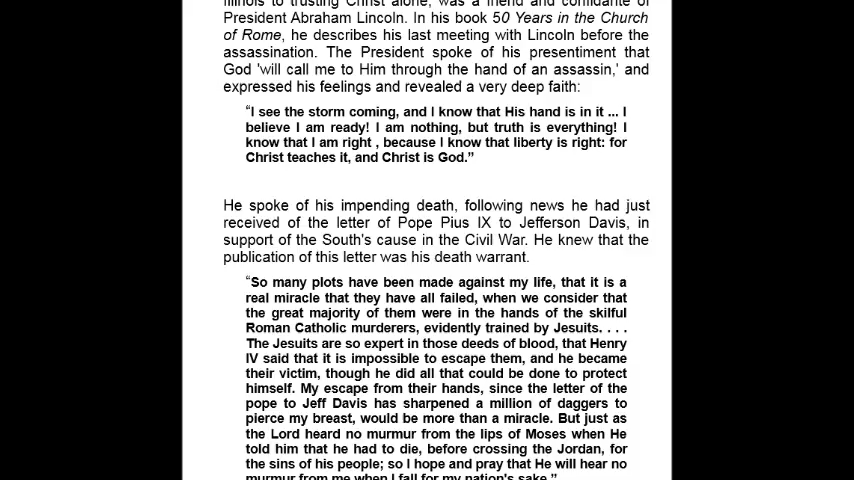 Illinois to trusting Christ alone, was a friend and confidante of
President Abraham Lincoln. In his book 50 Years in the Church
of Rome, he describes his last meeting with Lincoln before the
assassination. The President spoke of his presentiment that
God 'will call me to Him through the hand of an assassin,' and
expressed his feelings and revealed a very deep faith:
“I see the storm coming, and I know that His hand is in it ... I
believe I am ready! I am nothing, but truth is everything! I
know that I am right , because I know that liberty is right: for
Christ teaches it, and Christ is God.”
He spoke of his impending death, following news he had just
received of the letter of Pope Pius IX to Jefferson Davis, in
support of the South's cause in the Civil War. He knew that the
publication of this letter was his death warrant.
“So many plots have been made against my life, that it is a
real miracle that they have all failed, when we consider that
the great majority of them were in the hands of the skilful
Roman Catholic murderers, evidently trained by Jesuits. . . .
The Jesuits are so expert in those deeds of blood, that Henry
IV said that it is impossible to escape them, and he became
their victim, though he did all that could be done to protect
himself. My escape from their hands, since the letter of the
pope to Jeff Davis has sharpened a million of daggers to
pierce my breast, would be more than a miracle. But just as
the Lord heard no murmur from the lips of Moses when He
told him that he had to die, before crossing the Jordan, for
the sins of his people; so I hope and pray that He will hear no
murmur from me when I fall for my nation's sake.”